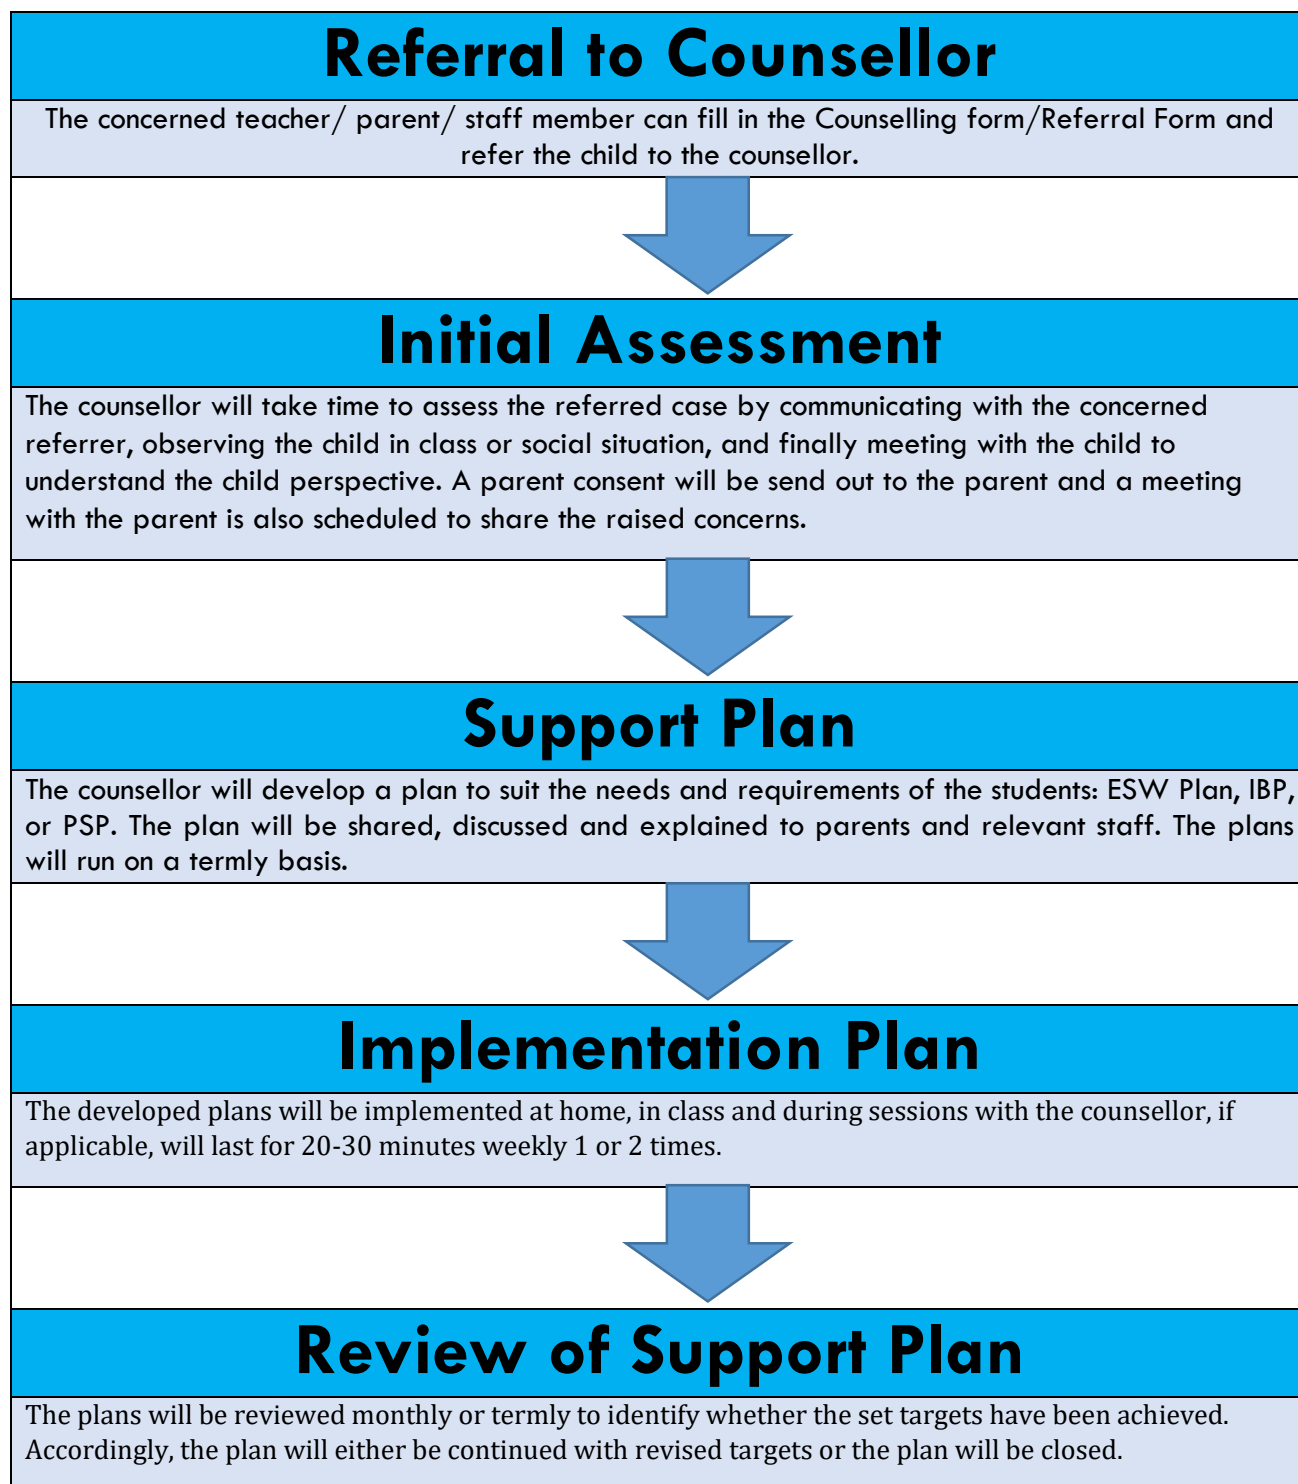 Referral to Counsellor
The concerned teacher/ parent/ staff member can fill in the Counselling form/Referral Form and
refer the child to the counsellor.
Initial Assessment
The counsellor will take time to assess the referred case by communicating with the concerned
referrer, observing the child in class or social situation, and finally meeting with the child to
understand the child perspective. A parent consent will be send out to the parent and a meeting
with the parent is also scheduled to share the raised concerns.
Support Plan
The counsellor will develop a plan to suit the needs and requirements of the students: ESW Plan, IBP,
or PSP. The plan will be shared, discussed and explained to parents and relevant staff. The plans
will run on a termly basis.
Implementation Plan
The developed plans will be implemented at home, in class and during sessions with the counsellor, if
applicable, will last for 20-30 minutes weekly 1 or 2 times.
Review of Support Plan
The plans will be reviewed monthly or termly to identify whether the set targets have been achieved.
Accordingly, the plan will either be continued with revised targets or the plan will be closed.